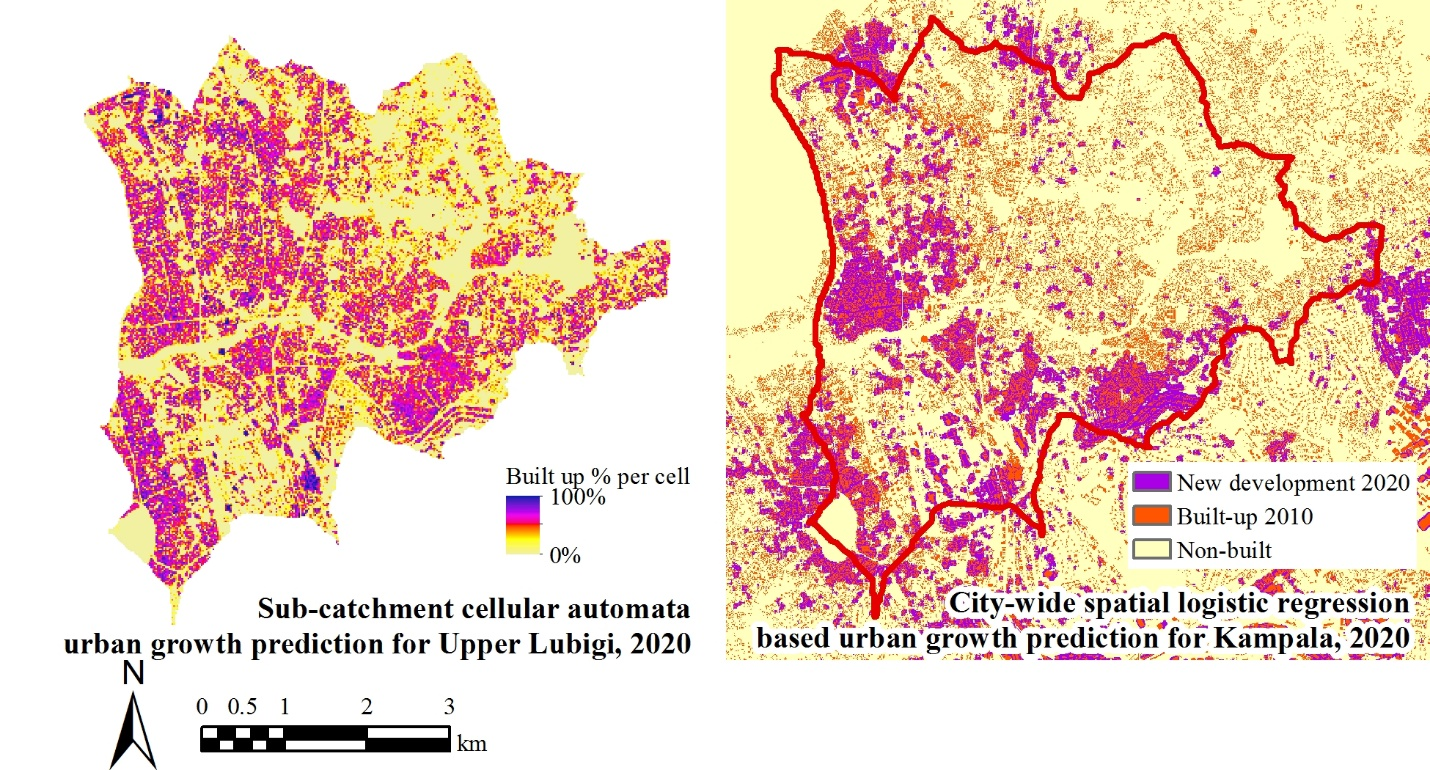 Built up % per cell
100%
0%
Sub-catchment cellular automata
urban growth prediction for Upper Lubigi, 2020
N
0 0.5 1 2 3
km
New development 2020
Built-up 2010
Non-built
City-wide spatial logistic regression
based urban growth prediction for Kampala, 2020